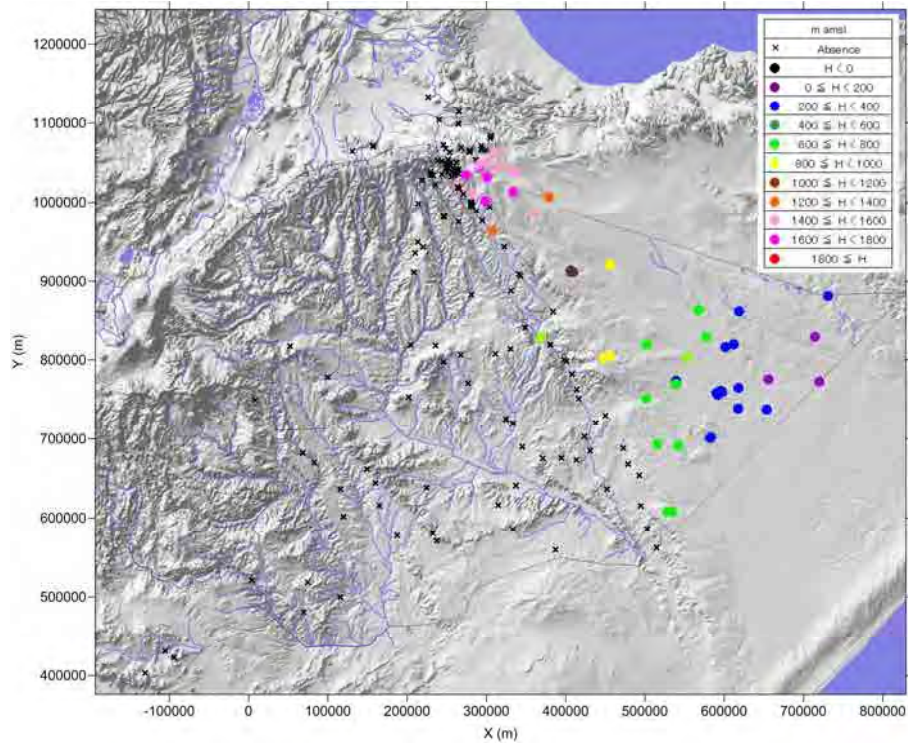 m amsl
× Absence
H < 0
0 ≦ H < 200
200 ≦ H < 400
400 ≦ H < 600
600 ≦ H < 800
800 ≦ H < 1000
1000 ≦ H < 1200
1200 ≦ H < 1400
1400 ≦ H < 1600
1600 ≦ H < 1800
1800 ≦ H
1200000
1100000
1000000
900000
800000
700000
600000
500000
400000
Y (m)
-100000 0 100000 200000 300000 400000 500000 600000 700000 800000
X (m)